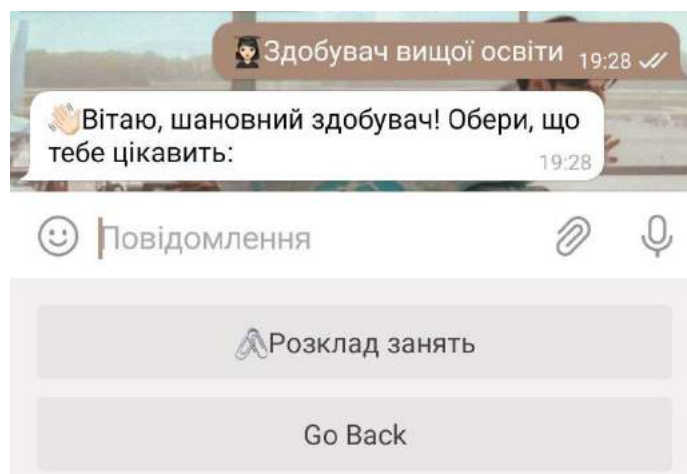 👩🏻‍🎓Здобувач вищої освіти 19:28
👋🏻Вітаю, шановний здобувач! Обери, що
тебе цікавить:
19:28
Повідомлення
🖇Розклад занять
Go Back